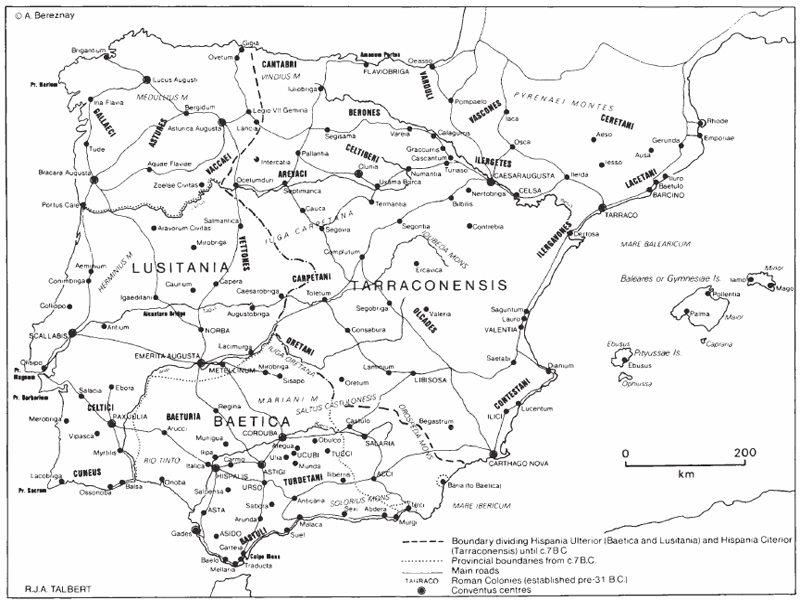 © A. Bereznay
Gigia
Brigantium
Ovetum
CANTABRI
VINDIUS M
Amanum Portus
FLAVIOBRIGA
Oeasso
VARDULI
Pr. Nerium
Lucus Augusti
MEDULLIUS M
Iuliobriga
Pompaelo
VASCONES
PYRENAEI MONTES
Iria Flavia
GALLAECI
Bergidum
ASTURES
Asturica Augusta
Legio VII Gemina
Lancia
BERONES
Segisama
Vareia
Calagurris
Iaca
CERETANI
Rhode
Emporiae
Tude
Graccurris
Cascantum
Osca
Aeso
Gerunda
Ausa
Aquae Flaviae
VACCAEI
Intercatia
Pallantia
CELTIBERI
Clunia
Numantia
Turiaso
ILERGETES
Iesso
Bracara Augusta
Zoelae Civitas
Ocelumduri
AREVACI
Septimanca
Uxama Barca
CAESARAUGUSTA
Nertobriga
CELSA
Ilerda
LACETANI
Iluro
Baetulo
BARCINO
Portus Cale
Cauca
Termantia
Bilbilis
TARRACO
Salmantica
Aravorum Civitas
IUGA CARPETANA
Segovia
Segontia
Contrebia
ILERGAVONES
Dertosa
MARE BALEARICUM
Mirobriga
VETTONES
Complutum
IDUBEDA MONS
LUSITANIA
Aeminium
Conimbriga
HERMINIUS M
CARPETANI
Ercavica
Baleares or Gymnesiae Is.
Minor
Iamo
Mago
Caurium
Capera
TARRACONENSIS
Pollentia
Igaeditani
Caesarobriga
Toletum
Segobriga
Saguntum
Palma
Maior
Collipo
Alcantara Bridge
Augustobriga
OLCADES
Valeria
Lauro
VALENTIA
SCALLABIS
Aritium
NORBA
Consabura
Capraria
ORETANI
Ebusus
Pityussae Is.
Lacimurga
EMERITA AUGUSTA
METELLINUM
IUGA ORETANA
Saetabi
Olisipo
Pr. Magnum
Mirobriga
Sisapo
Laminium
LIBISOSA
Dianium
Ebusus
Ophiussa
Oretum
Pr. Barbarium
Salacia
Ebora
MARIANI M
SALTUS CASTULONESIS
CONTESTANI
CELTICI
PAX IULIA
BAETURIA
Regina
OROSPEDA MONS
Begastrum
ILICI
Lucentum
0
200
Merobriga
Arucci
BAETICA
CORDUBA
Castulo
km
Vipasca
Munigua
SALARIA
Ategua
Obulco
Myrtilis
RIO TINTO
Ilipa
Carmo
Ulia
UCUBI
TUCCI
Lacobriga
CUNEUS
Italica
HISPALIS
ASTIGI
Munda
CARTHAGO NOVA
TURDETANI
Iliberris
ACCI
Onoba
URSO
Pr. Sacrum
Ossonoba
Balsa
Salpensa
Baria (to Baetica)
Anticaria
SOLORIUS MONS
MARE IBERICUM
ASTA
Sabora
Sexi
Abdera
Urci
Arunda
Malaca
Murgi
Gades
ASIDO
BASTULI
Suel
Carteia
Calpe Mons
Baelo
Traducta
Mellaria
Boundary dividing Hispania Ulterior (Baetica and Lusitania) and Hispania Citerior
(Tarraconensis) until c.7 B.C.
Provincial boundaries from c.7 B.C.
Main roads
TARRACO Roman Colonies (established pre-31 B.C.)
Conventus centres
R.J.A. TALBERT